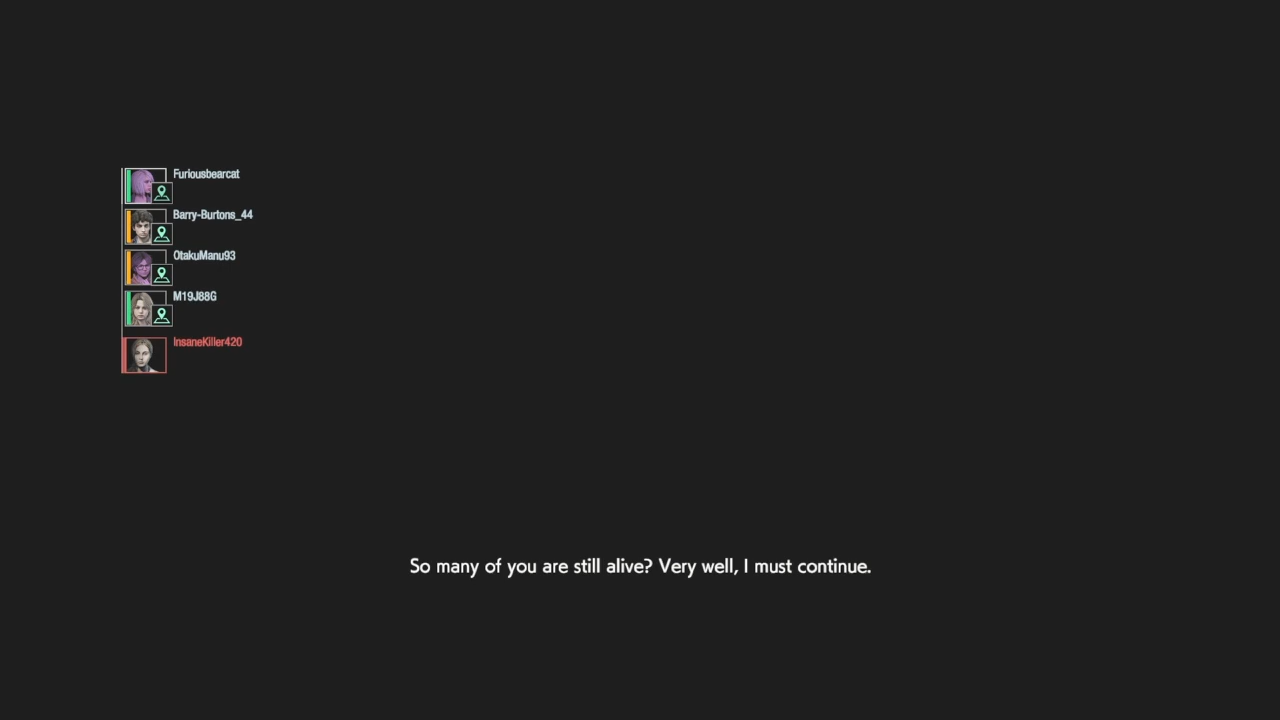 Furiousbearcat
Barry-Burtons_44
OtakuManu93
M19J88G
InsaneKiller420
So many of you are still alive? Very well, I must continue.